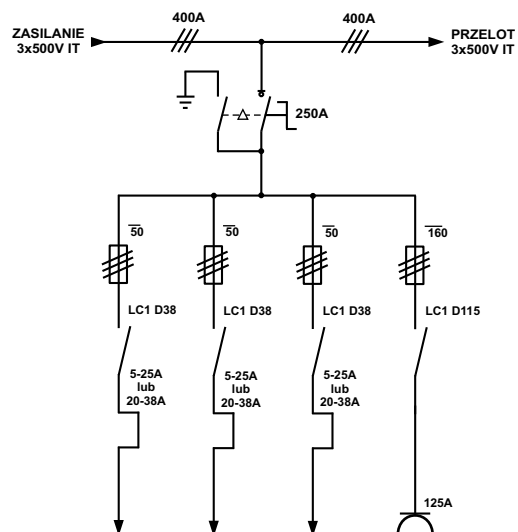 400A
400A
ZASILANIE
3x500V IT
PRZELOT
3x500V IT
250A
50
50
50
160
LC1 D38
LC1 D38
LC1 D38
LC1 D115
5-25A
lub
20-38A
5-25A
lub
20-38A
5-25A
lub
20-38A
125A